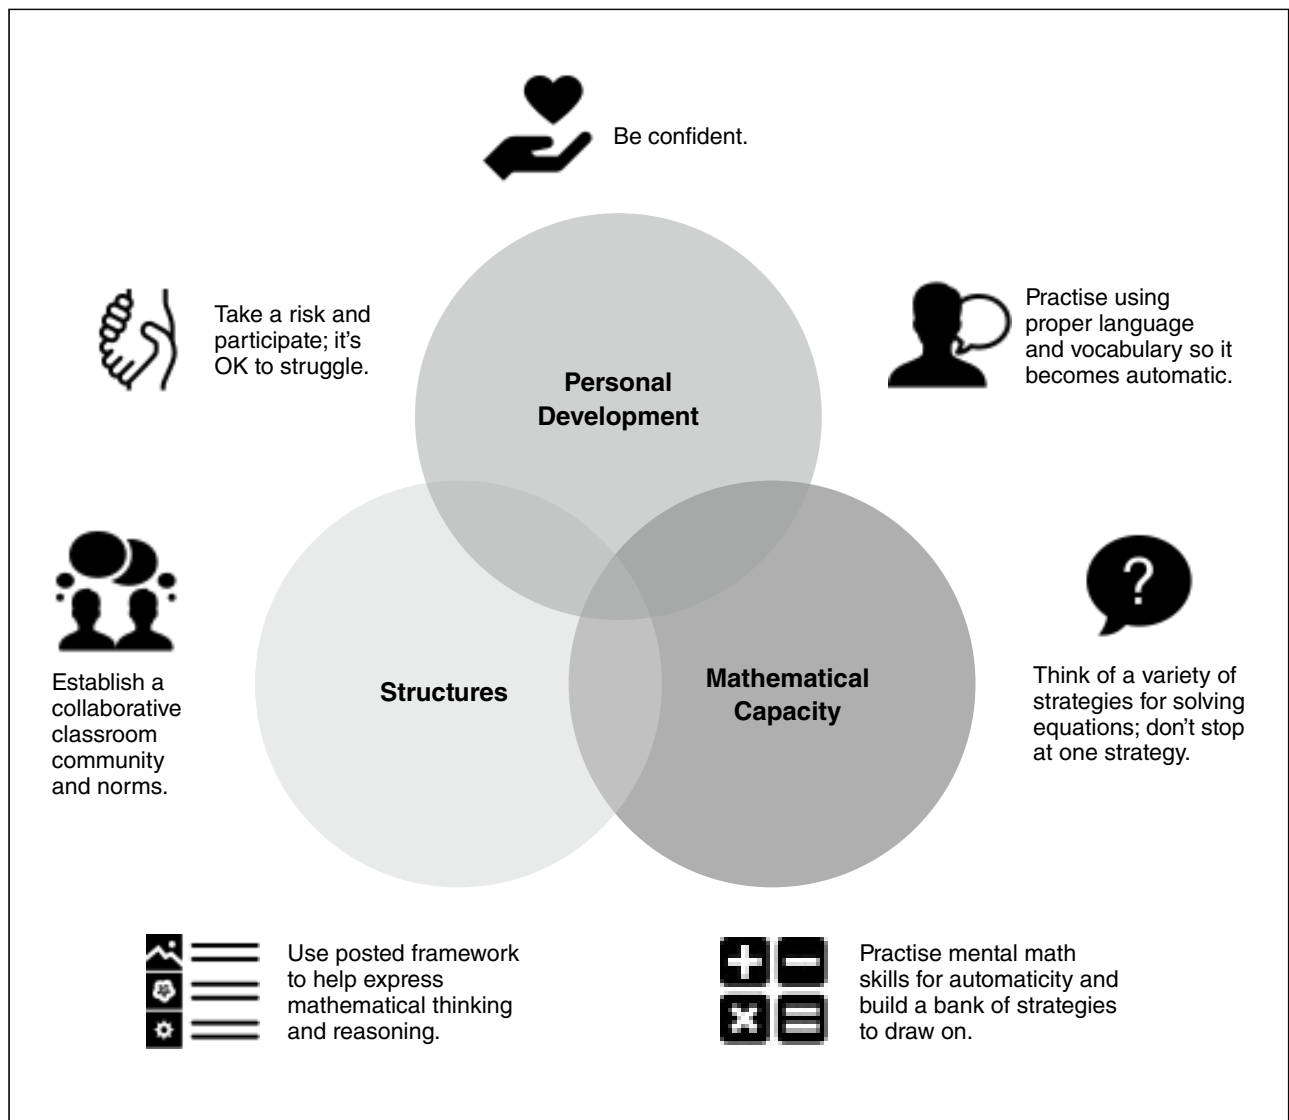 Be confident.
Take a risk and
participate; it's
OK to struggle.
Practise using
proper language
and vocabulary so it
becomes automatic.
Personal
Development
Establish a
collaborative
classroom
community
and norms.
Structures
Mathematical
Capacity
?
Think of a variety of
strategies for solving
equations; don't stop
at one strategy.
Use posted framework
to help express
mathematical thinking
and reasoning.
Practise mental math
skills for automaticity and
build a bank of strategies
to draw on.